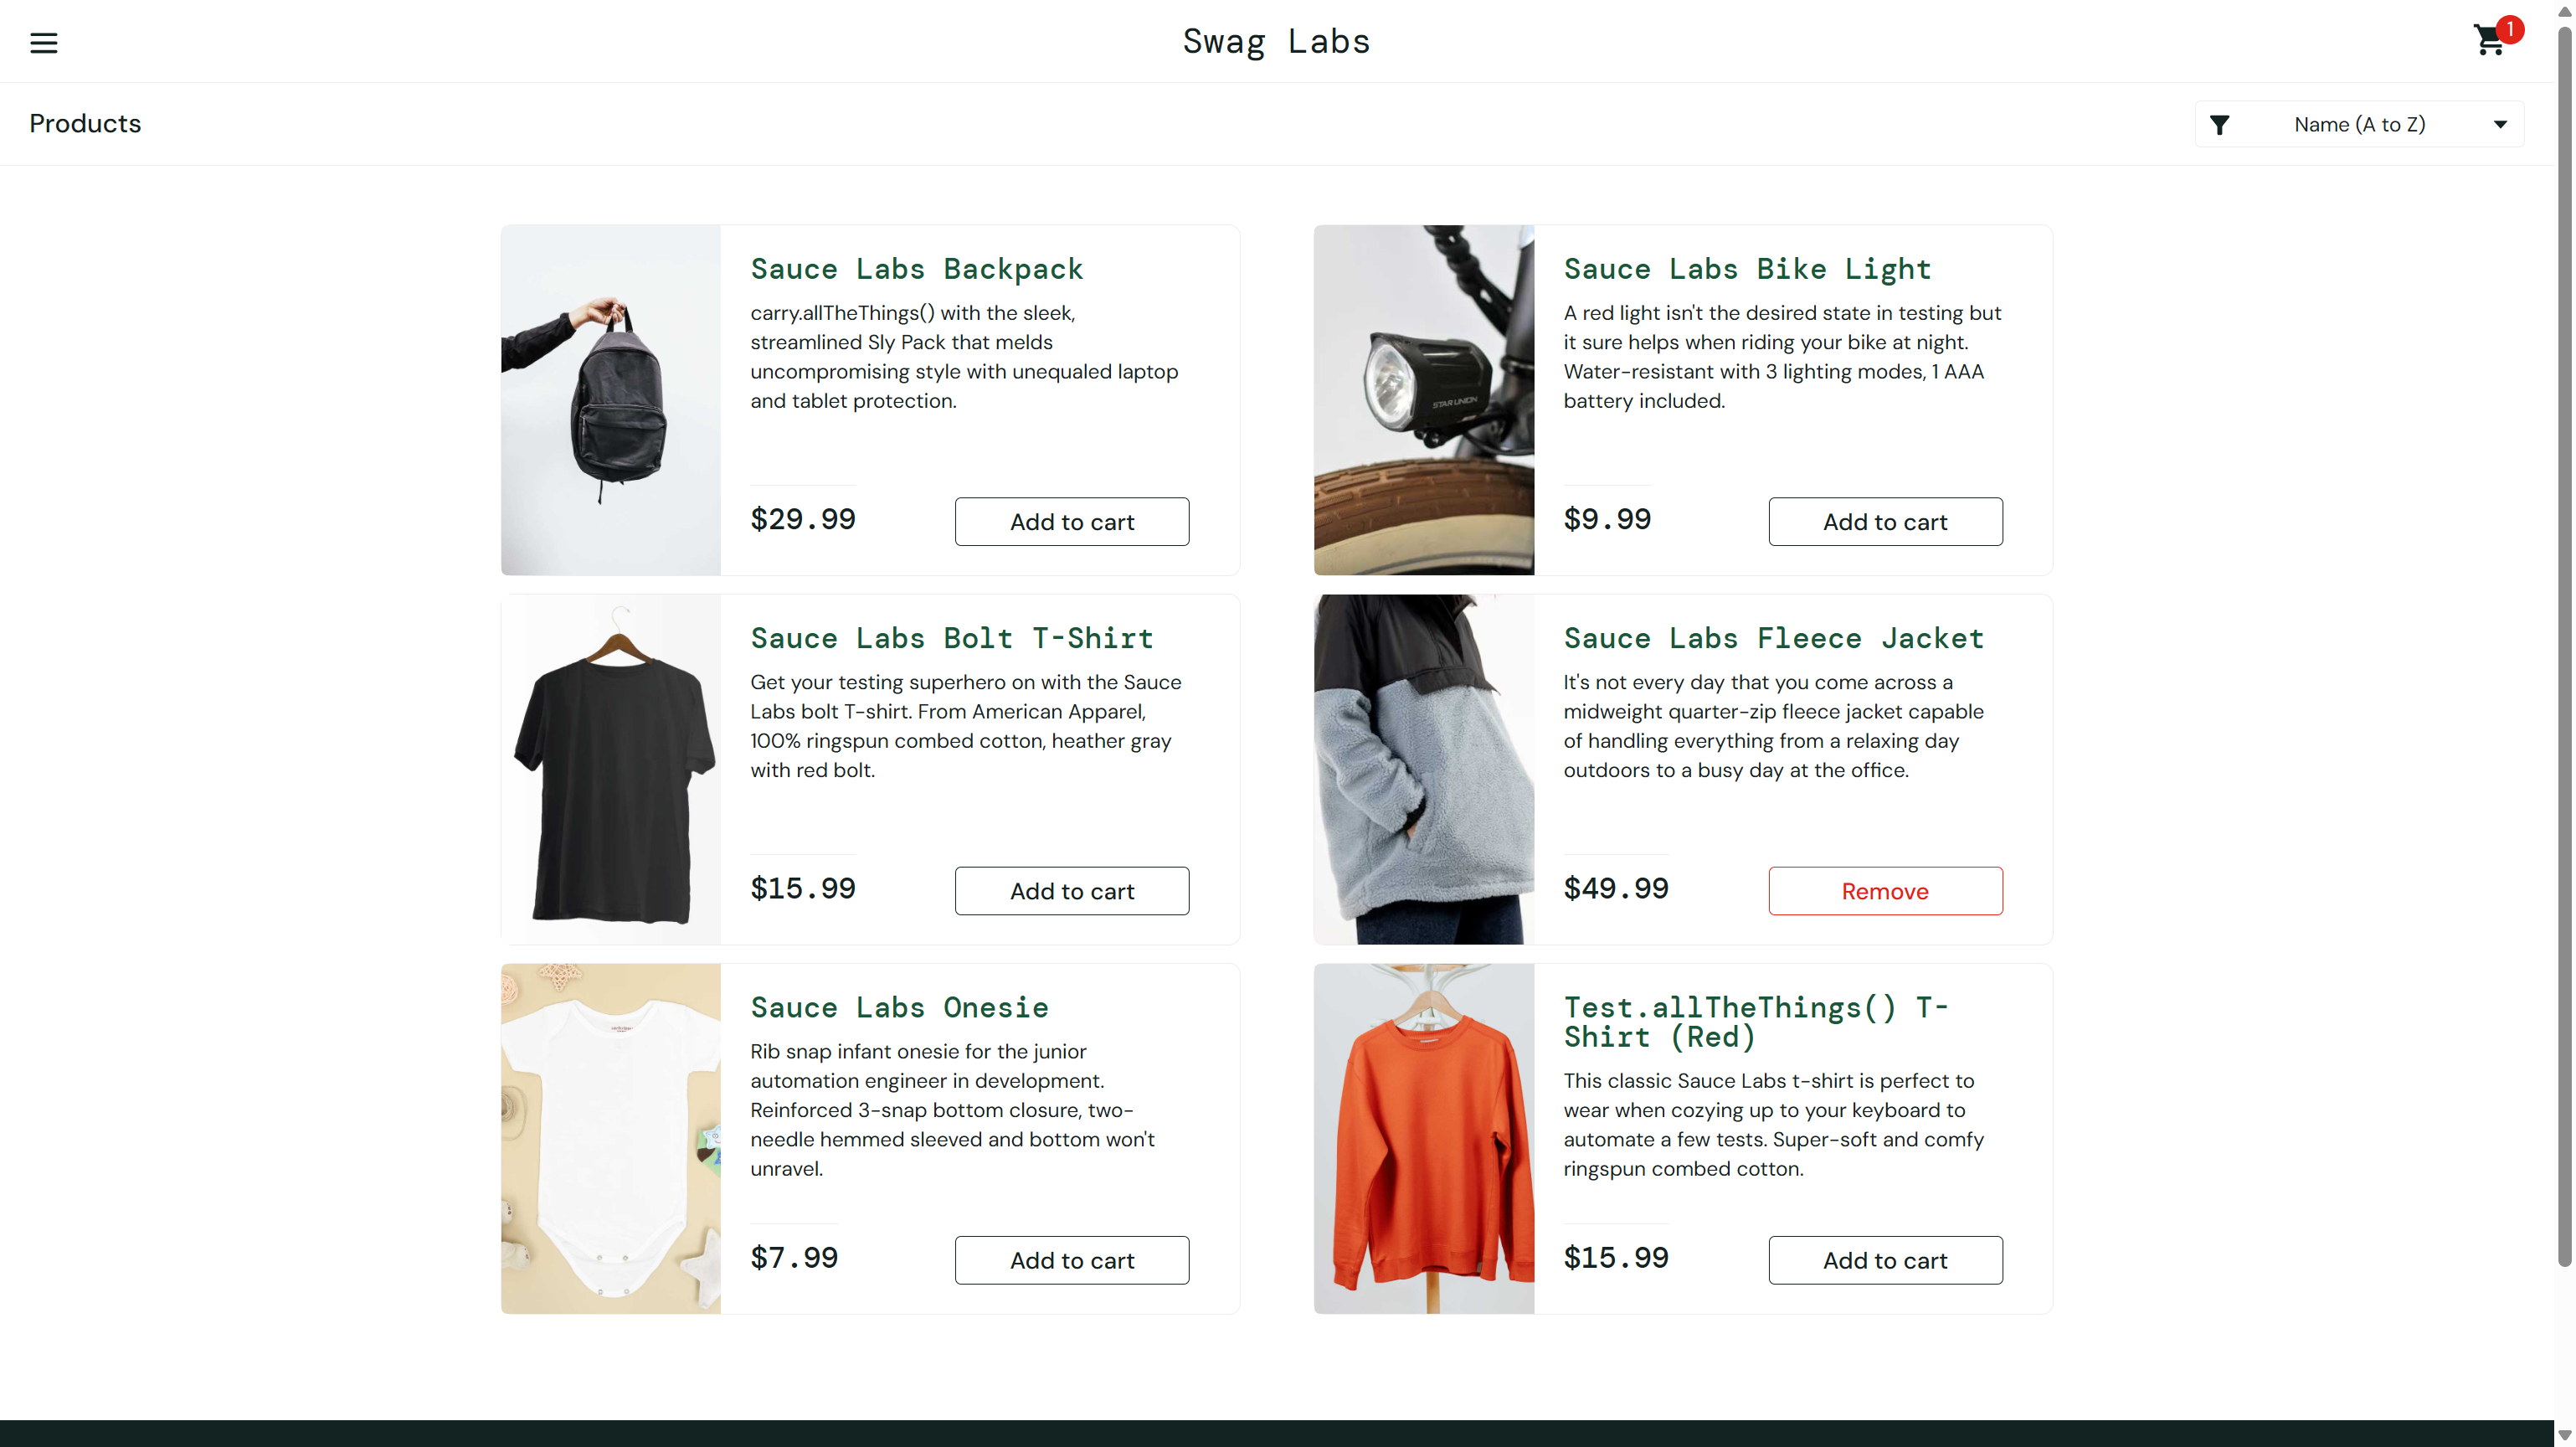 Swag Labs
1
Products
Name (A to Z)
Sauce Labs Backpack
carry.allTheThings() with the sleek,
streamlined Sly Pack that melds
uncompromising style with unequaled laptop
and tablet protection.
$29.99
Add to cart
Sauce Labs Bike Light
A red light isn't the desired state in testing but
it sure helps when riding your bike at night.
Water-resistant with 3 lighting modes, 1 AAA
battery included.
STAR UNION
$9.99
Add to cart
Sauce Labs Bolt T-Shirt
Get your testing superhero on with the Sauce
Labs bolt T-shirt. From American Apparel,
100% ringspun combed cotton, heather gray
with red bolt.
$15.99
Add to cart
Sauce Labs Fleece Jacket
It's not every day that you come across a
midweight quarter-zip fleece jacket capable
of handling everything from a relaxing day
outdoors to a busy day at the office.
$49.99
Remove
Sauce Labs Onesie
Rib snap infant onesie for the junior
automation engineer in development.
Reinforced 3-snap bottom closure, two-
needle hemmed sleeved and bottom won't
unravel.
$7.99
Add to cart
Test.allTheThings() T-
Shirt (Red)
This classic Sauce Labs t-shirt is perfect to
wear when cozying up to your keyboard to
automate a few tests. Super-soft and comfy
ringspun combed cotton.
$15.99
Add to cart